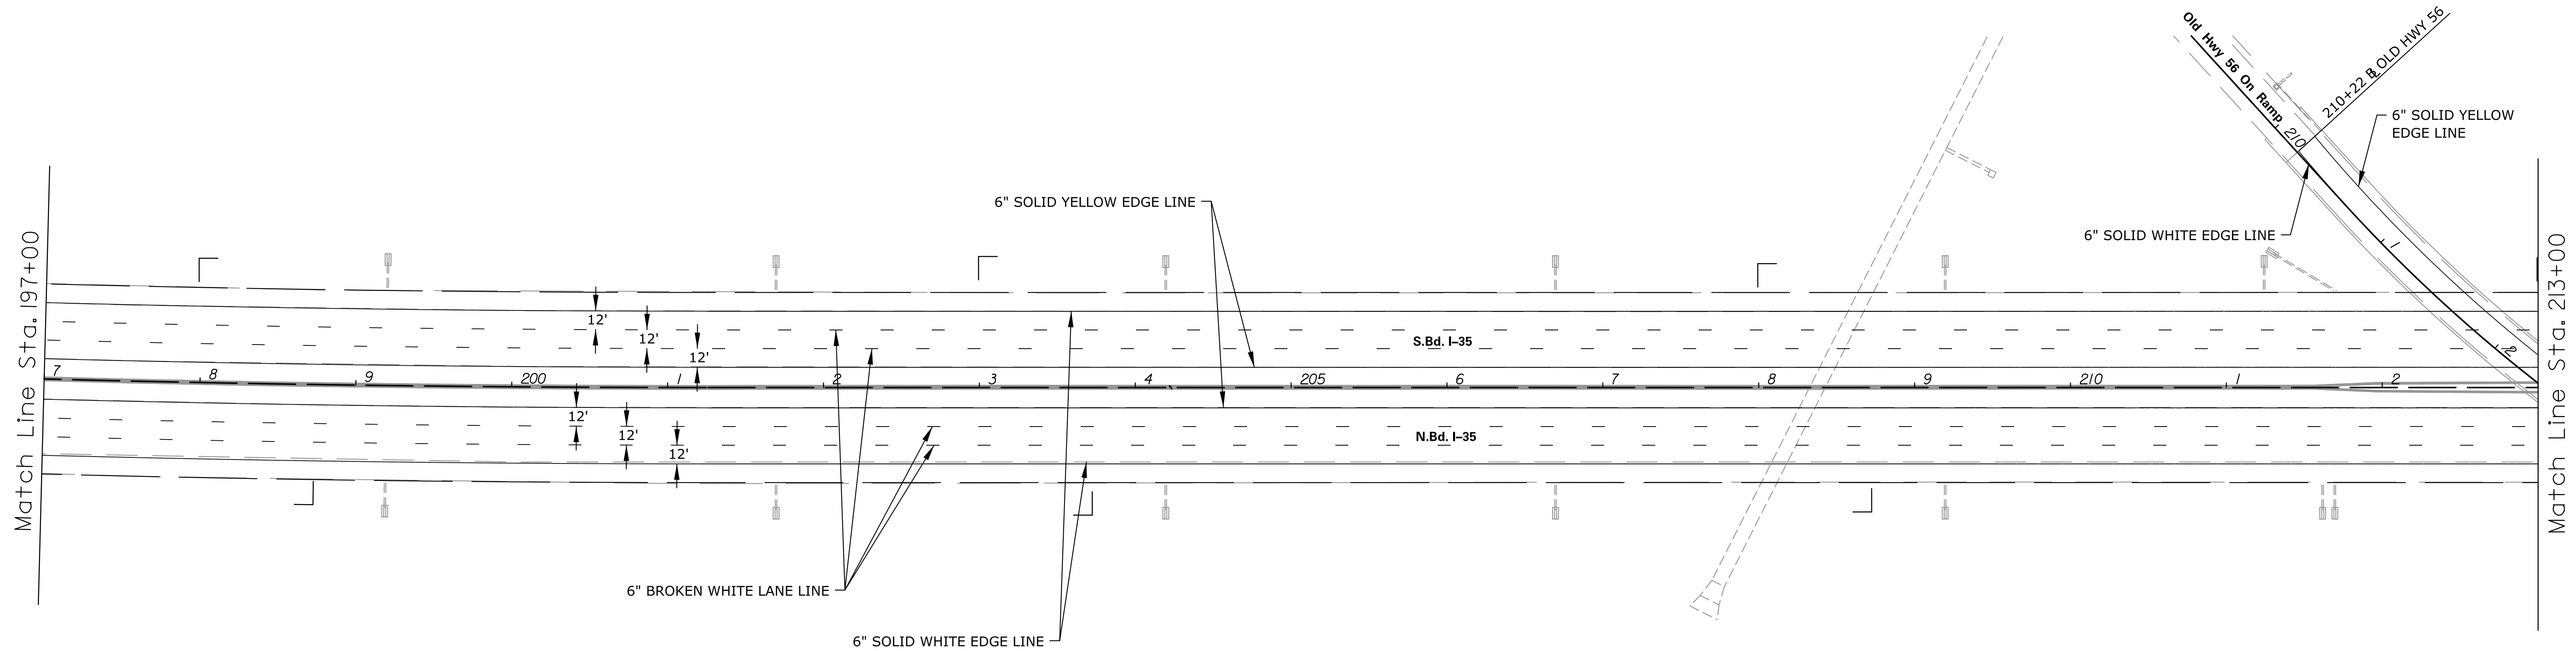 Old Hwy 56 On Ramp
210+22 B OLD HWY 56
210
1
2
6" SOLID YELLOW
EDGE LINE
6" SOLID WHITE EDGE LINE
6" SOLID YELLOW EDGE LINE
Match Line Sta. 197+00
Match Line Sta. 213+00
12'
12'
12'
S.Bd. I–35
7
8
9
200
1
2
3
4
205
6
7
8
9
210
1
2
12'
12'
12'
N.Bd. I–35
6" BROKEN WHITE LANE LINE
6" SOLID WHITE EDGE LINE